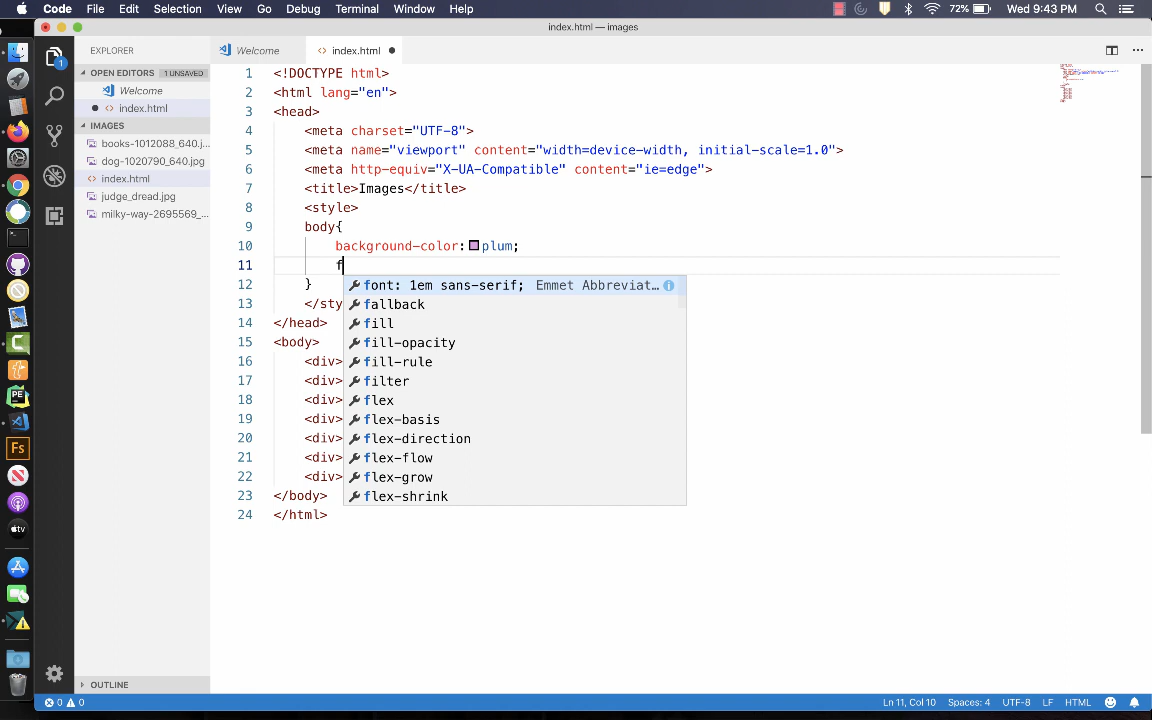 Code File Edit Selection View Go Debug Terminal Window Help 72% Wed 9:43 PM
index.html — images
EXPLORER
Welcome
index.html
OPEN EDITORS 1 UNSAVED
Welcome
index.html
IMAGES
books-1012088_640.j...
dog-1020790_640.jpg
index.html
judge_dread.jpg
milky-way-2695569_...
1 <!DOCTYPE html>
2 <html lang="en">
3 <head>
4 <meta charset="UTF-8">
5 <meta name="viewport" content="width=device-width, initial-scale=1.0">
6 <meta http-equiv="X-UA-Compatible" content="ie=edge">
7 <title>Images</title>
8 <style>
9 body{
10 background-color: plum;
11 f
12 }
13 </sty
14 </head>
15 <body>
16 <div>
17 <div>
18 <div>
19 <div>
20 <div>
21 <div>
22 <div>
23 </body>
24 </html>
font: 1em sans-serif; Emmet Abbreviat...
fallback
fill
fill-opacity
fill-rule
filter
flex
flex-basis
flex-direction
flex-flow
flex-grow
flex-shrink
1
PE
Fs
tv
OUTLINE
0 0 Ln 11, Col 10 Spaces: 4 UTF-8 LF HTML